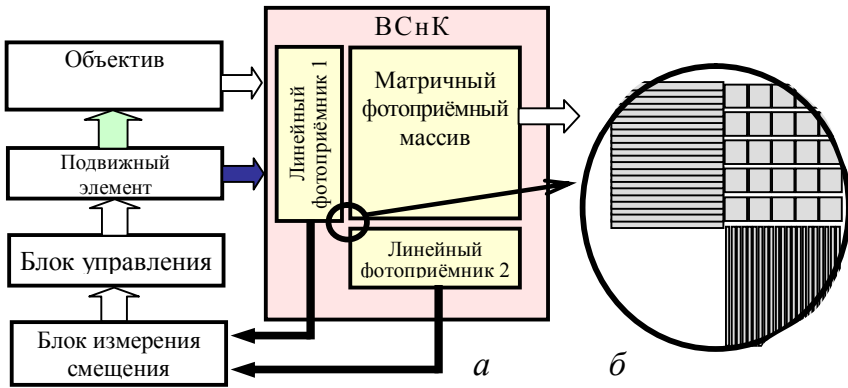 ВСнК
Объектив
Линейный
фотоприёмник 1
Матричный
фотоприёмный
массив
Подвижный
элемент
Линейный
фотоприёмник 2
Блок управления
Блок измерения
смещения
а
б